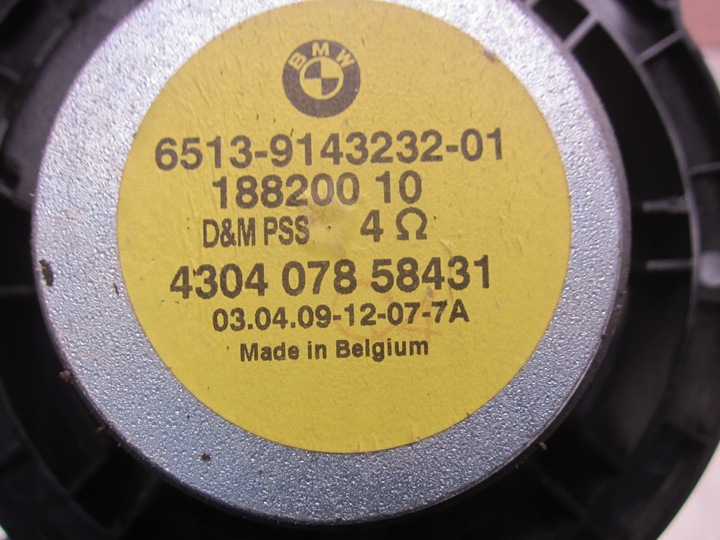 BMW
6513-9143232-01
188200 10
D&M PSS 4 Ω
4304 078 58431
03.04.09-12-07-7A
Made in Belgium